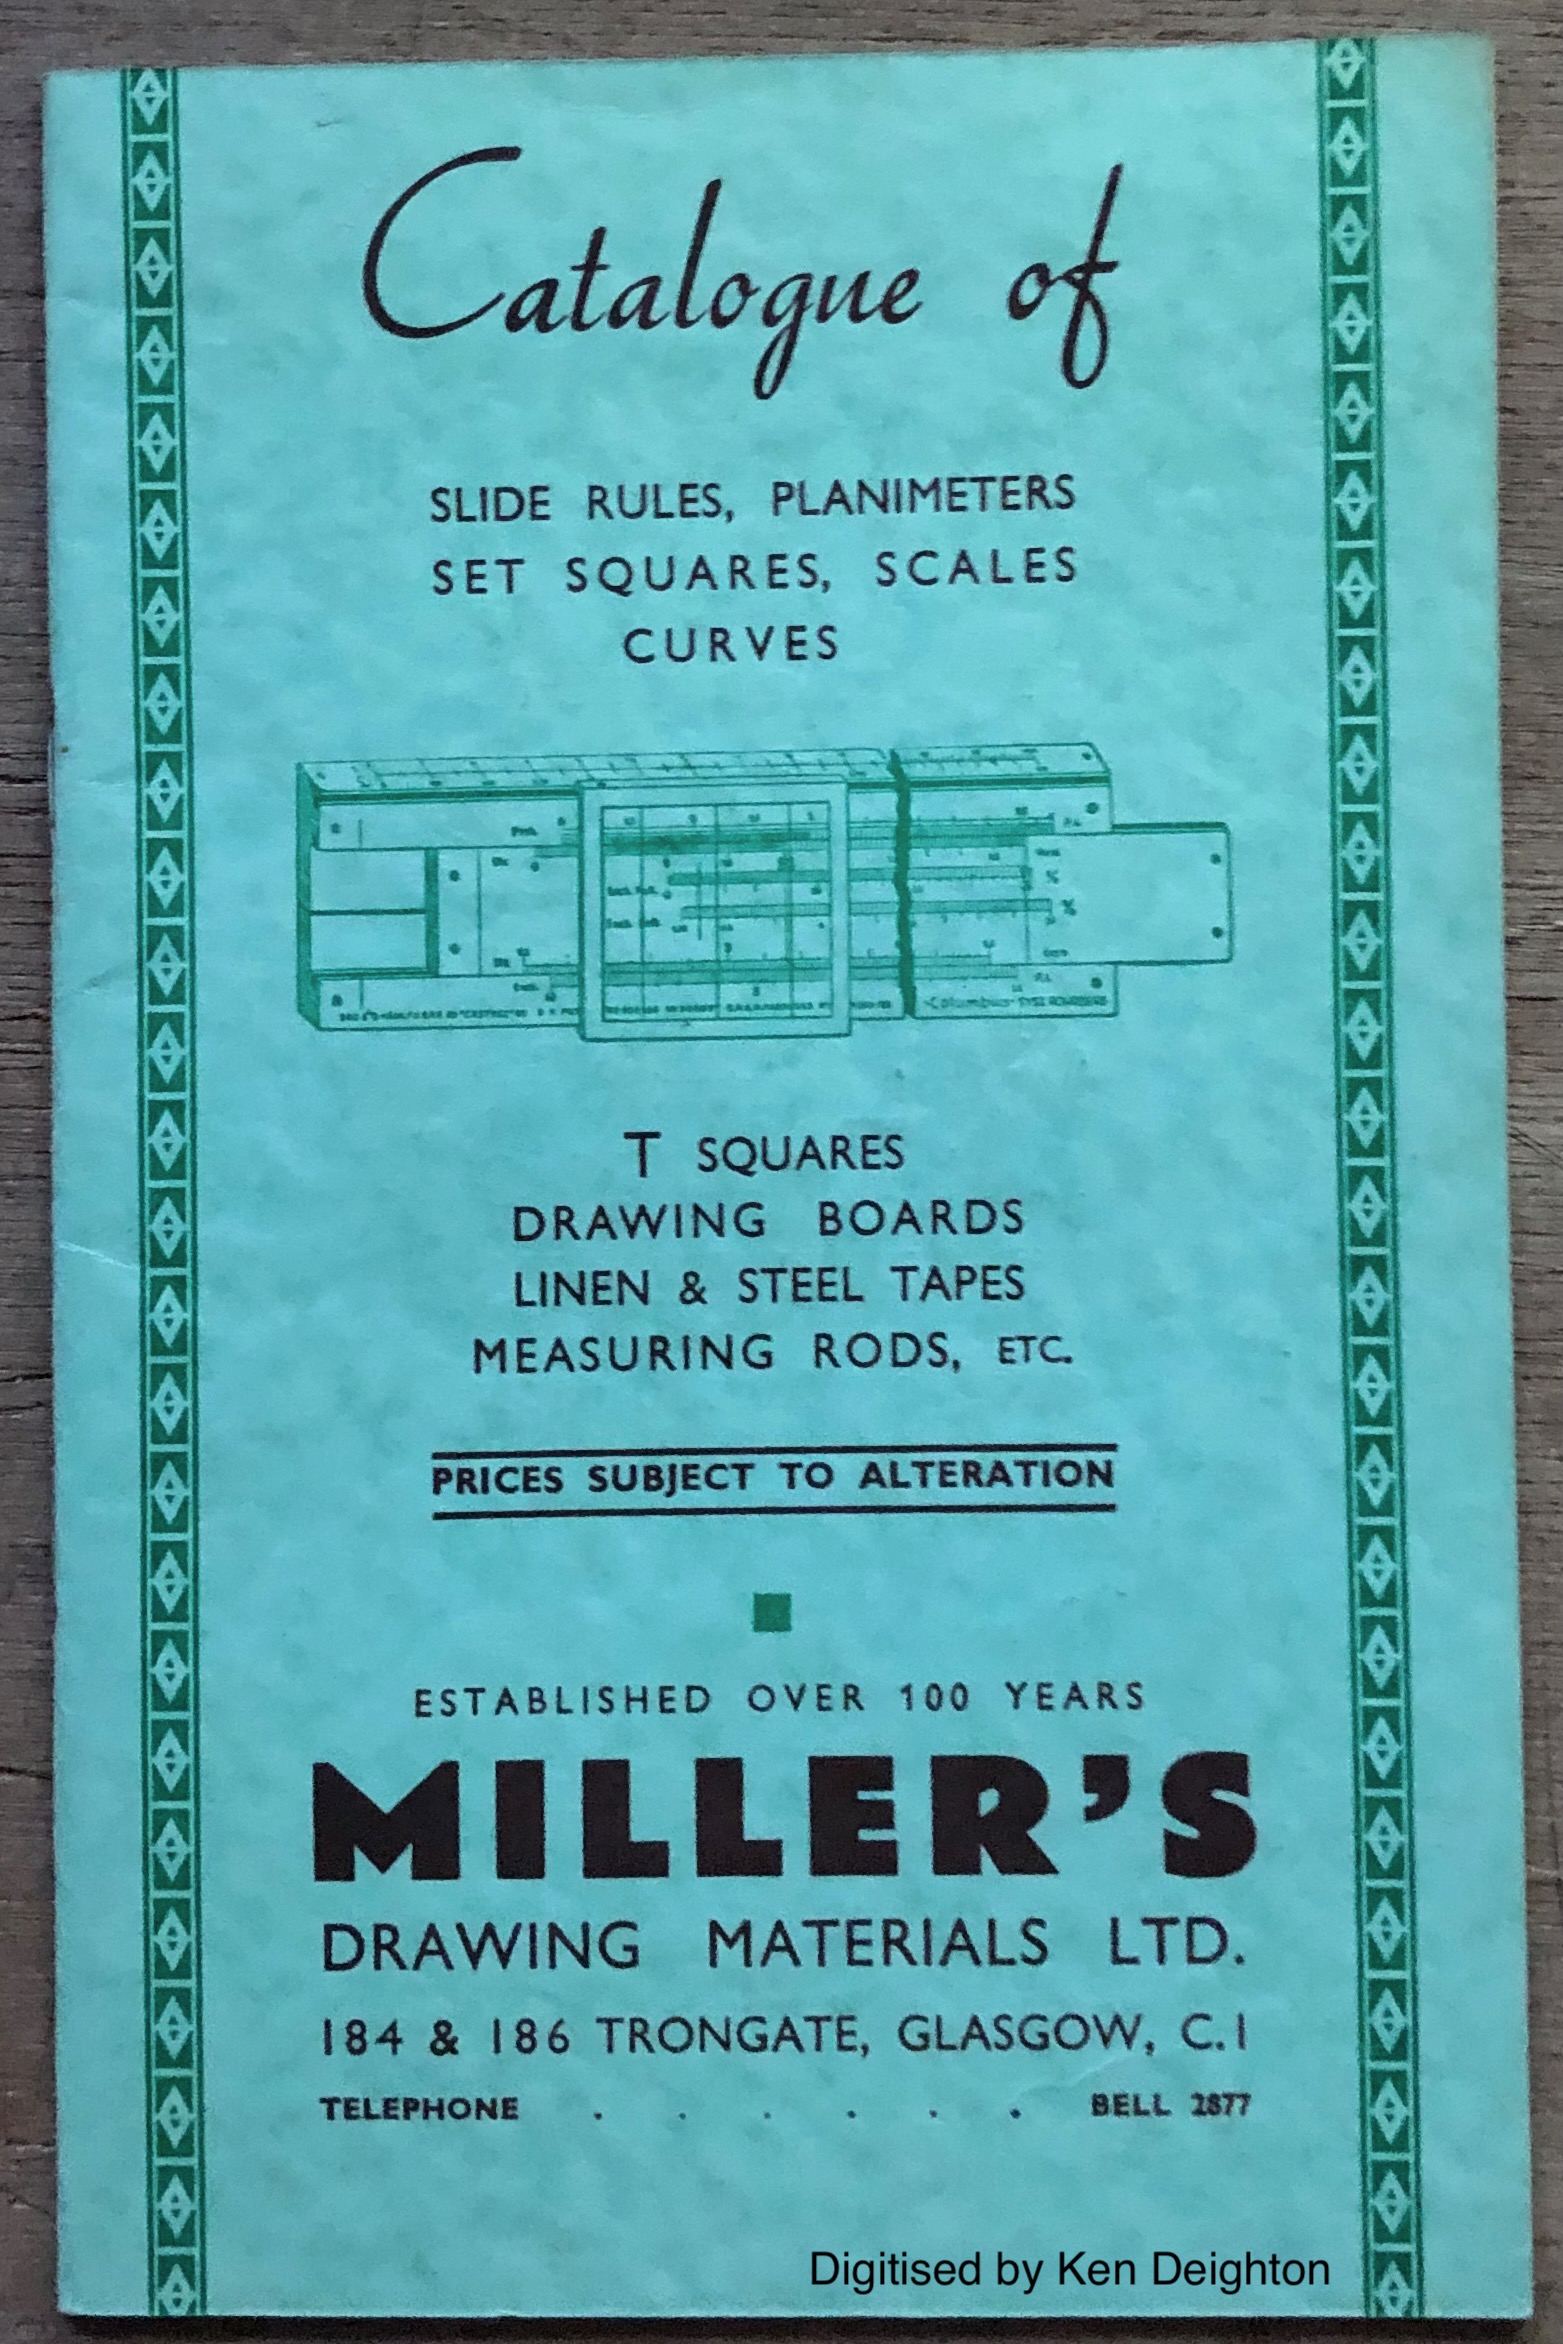 Catalogue of
SLIDE RULES, PLANIMETERS
SET SQUARES, SCALES
CURVES
Columbus
T SQUARES
DRAWING BOARDS
LINEN & STEEL TAPES
MEASURING RODS, ETC.
PRICES SUBJECT TO ALTERATION
ESTABLISHED OVER 100 YEARS
MILLER'S
DRAWING MATERIALS LTD.
184 & 186 TRONGATE, GLASGOW, C.1
TELEPHONE . . . . . . BELL 2877
Digitised by Ken Deighton